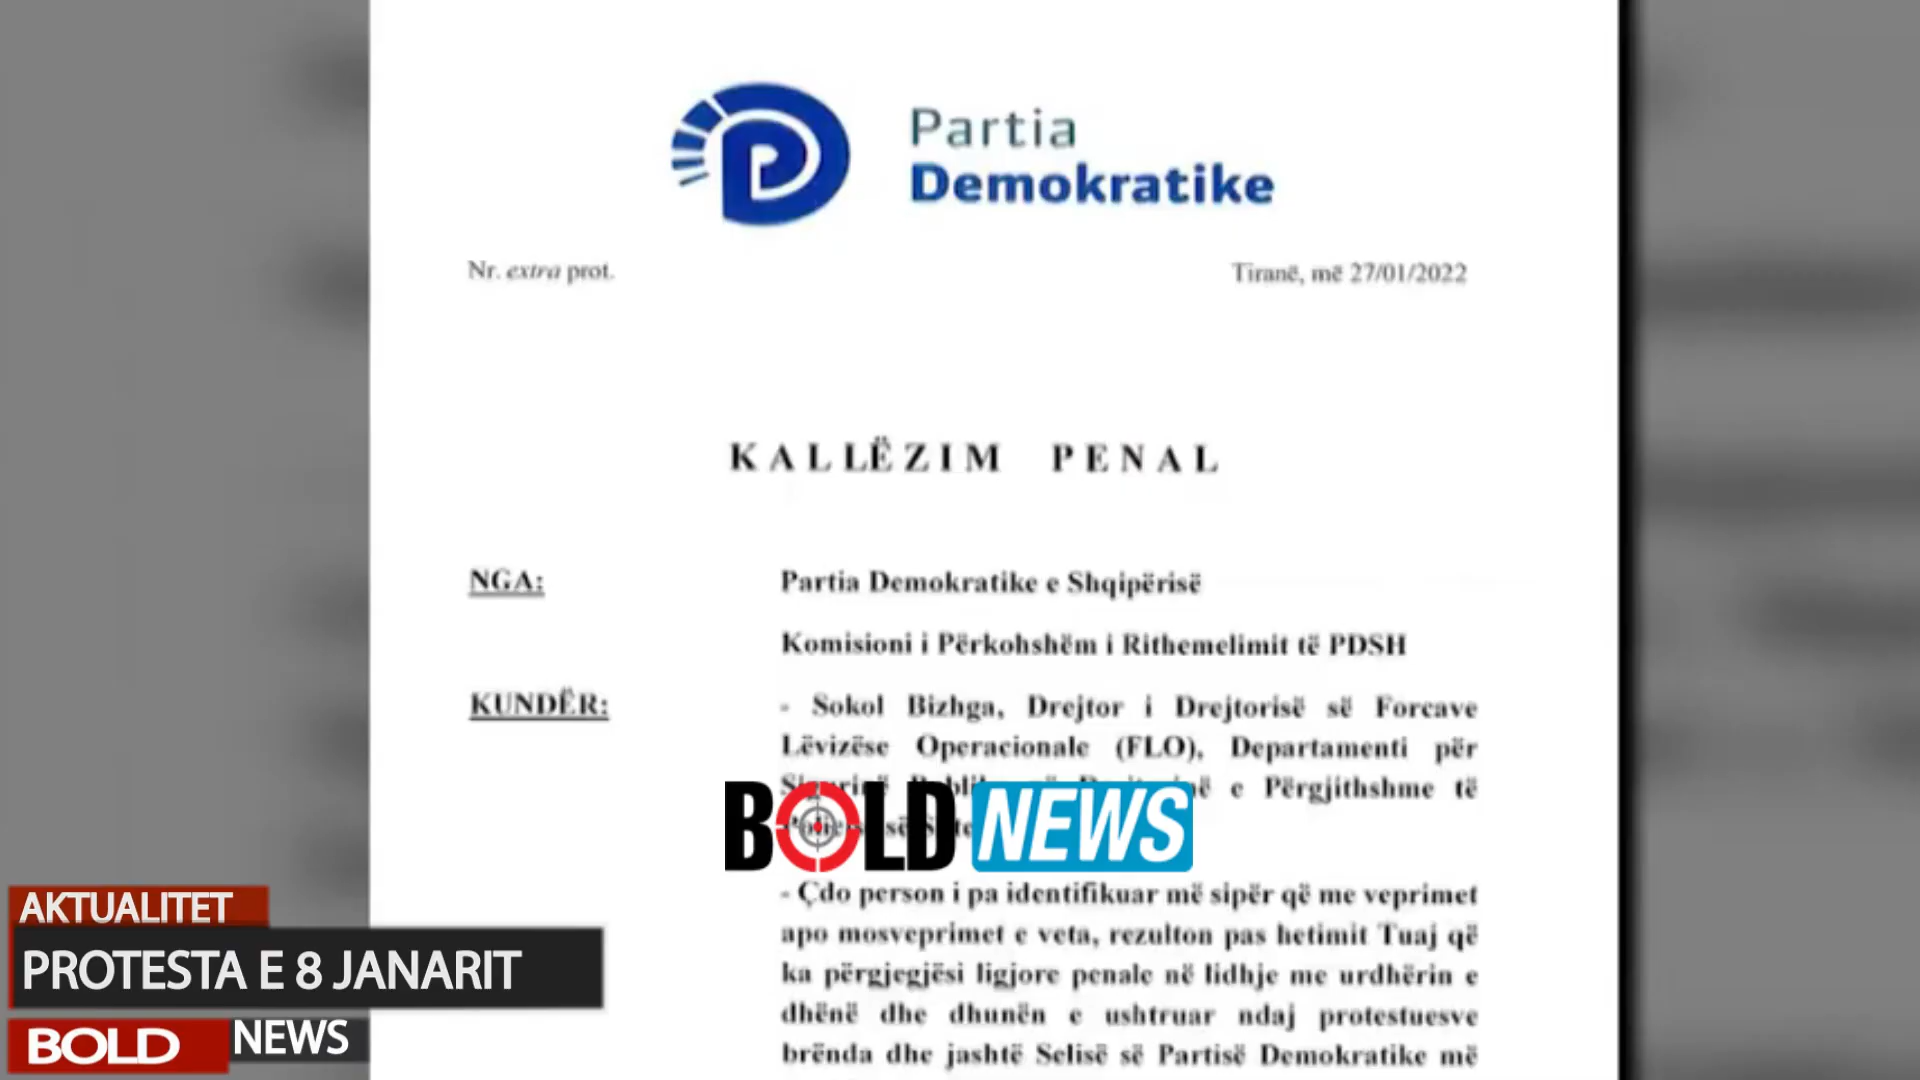 Partia
Demokratike
Nr. extra prot.
Tiranë, më 27/01/2022
KALLËZIM PENAL
NGA:
Partia Demokratike e Shqipërisë
Komisioni i Përkohshëm i Rithemelimit të PDSH
KUNDËR:
- Sokol Bizhga, Drejtor i Drejtorisë së Forcave
Lëvizëse Operacionale (FLO), Departamenti për
e Përgjithshme të
BOLD NEWS
- Çdo person i pa identifikuar më sipër që me veprimet
apo mosveprimet e veta, rezulton pas hetimit Tuaj që
ka përgjegjësi ligjore penale në lidhje me urdhërin e
dhënë dhe dhunën e ushtruar ndaj protestuesve
brënda dhe jashtë Selisë së Partisë Demokratike më
AKTUALITET
PROTESTA E 8 JANARIT
BOLD NEWS